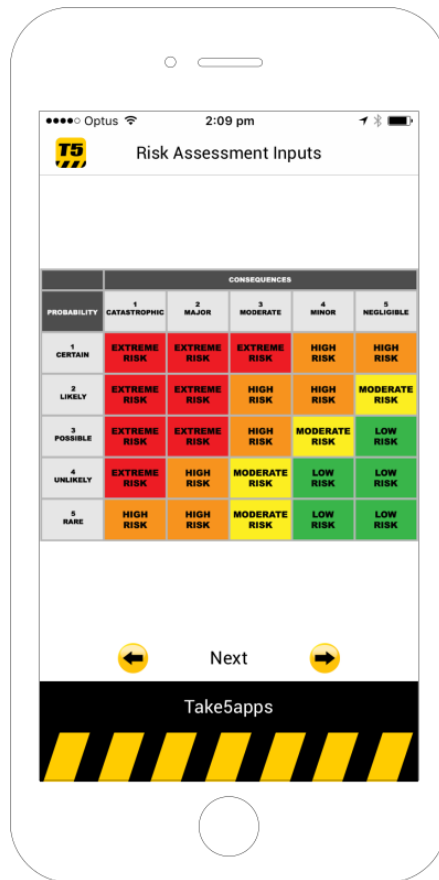 Optus 2:09 pm
T5 Risk Assessment Inputs
CONSEQUENCES
PROBABILITY 1 CATASTROPHIC 2 MAJOR 3 MODERATE 4 MINOR 5 NEGLIGIBLE
1 CERTAIN EXTREME RISK EXTREME RISK EXTREME RISK HIGH RISK HIGH RISK
2 LIKELY EXTREME RISK EXTREME RISK HIGH RISK HIGH RISK MODERATE RISK
3 POSSIBLE EXTREME RISK EXTREME RISK HIGH RISK MODERATE RISK LOW RISK
4 UNLIKELY EXTREME RISK HIGH RISK MODERATE RISK LOW RISK LOW RISK
5 RARE HIGH RISK HIGH RISK MODERATE RISK LOW RISK LOW RISK
Next
Take5apps